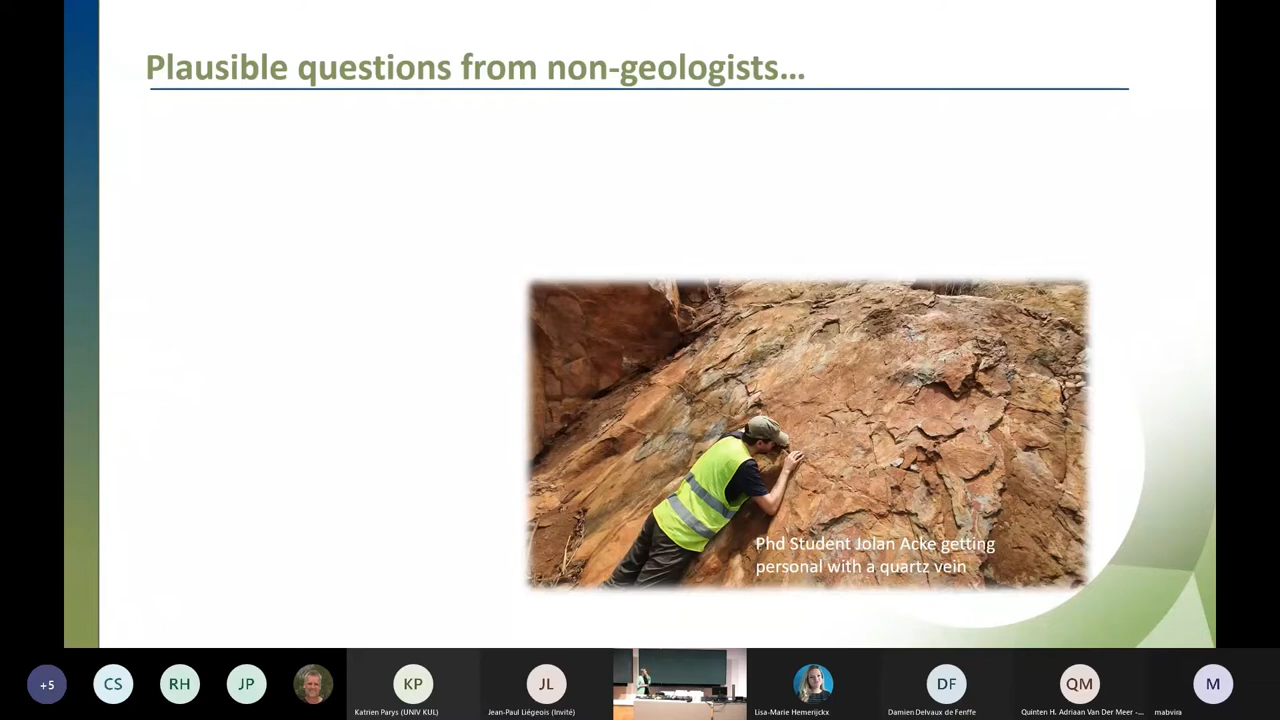 Plausible questions from non-geologists...
Phd Student Jolan Acke getting
personal with a quartz vein
+5
CS
RH
JP
KP
JL
DF
QM
M
Katrien Parys (UNIV KUL)
Jean-Paul Liégeois (Invité)
Lisa-Marie Hemerijckx
Damien Delvaux de Fenffe
Quinten H. Adriaan Van Der Meer -...
mabvira